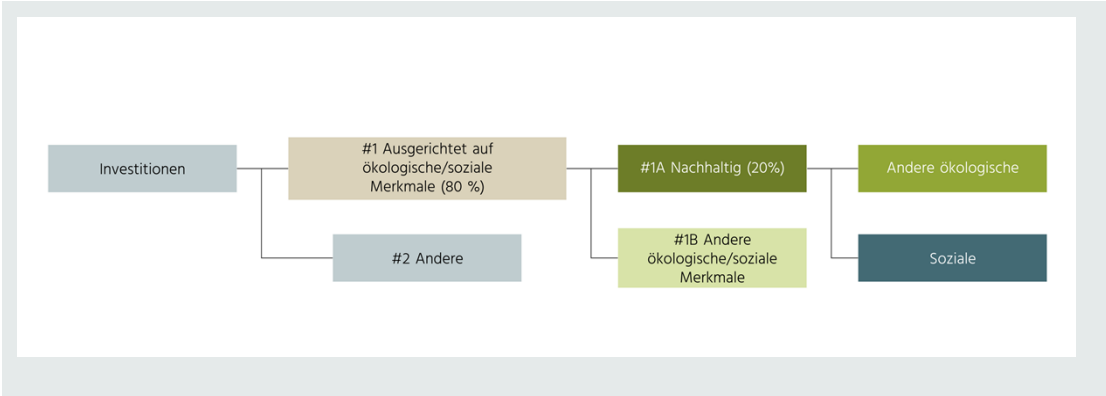 Investitionen
#1 Ausgerichtet auf
ökologische/soziale
Merkmale (80 %)
#1A Nachhaltig (20%)
Andere ökologische
#2 Andere
#1B Andere
ökologische/soziale
Merkmale
Soziale